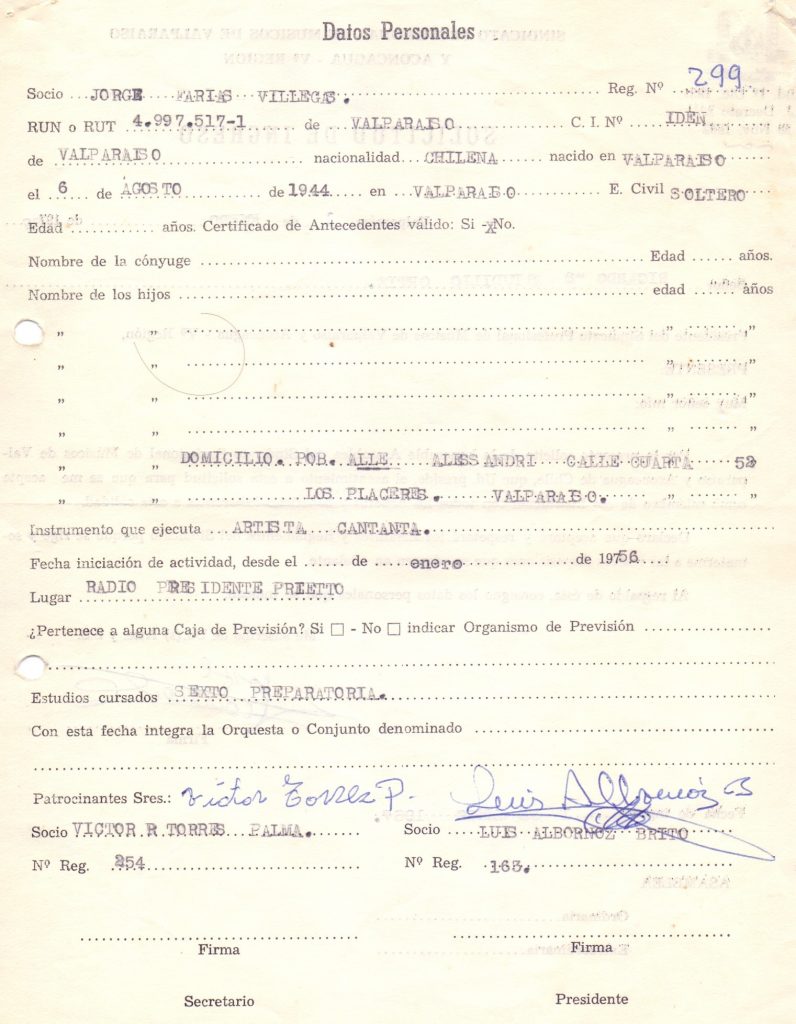 Datos Personales
Socio JORGE FARIAS VILLEGAS. Reg. Nº 299
RUN o RUT 4.997.517-1 de VALPARAISO C. I. Nº IDEN
de VALPARAISO nacionalidad CHILENA nacido en VALPARAISO
el 6 de AGOSTO de 1944 en VALPARAISO E. Civil SOLTERO
Edad ........... años. Certificado de Antecedentes válido: Si -XNo.
Nombre de la cónyuge ........... Edad ...... años.
Nombre de los hijos ........... edad ...... años
„ „ ........... „ ...... „
„ „ ........... „ ...... „
„ „ ........... „ ...... „
„ „ ........... „ ...... „
„ „ DOMICILIO. POB. ALLE ALESSANDRI CALLE CUARTA 52
„ „ LOS PLACERES. VALPARAISO. „ „
Instrumento que ejecuta ARTISTA CANTANTA.
Fecha iniciación de actividad, desde el ...... de enero de 19756
Lugar RADIO PRESIDENTE PRIETTO
¿Pertenece a alguna Caja de Previsión? Si □ - No □ indicar Organismo de Previsión ...........
Estudios cursados SEXTO PREPARATORIA.
Con esta fecha integra la Orquesta o Conjunto denominado ...........
Patrocinantes Sres.: Victor Torrez P. Luis Albornóz B
Socio VICTOR R. TORRES PALMA. Socio LUIS ALBORNOZ BRITO
Nº Reg. 254 Nº Reg. 163.
Firma Firma
Secretario Presidente